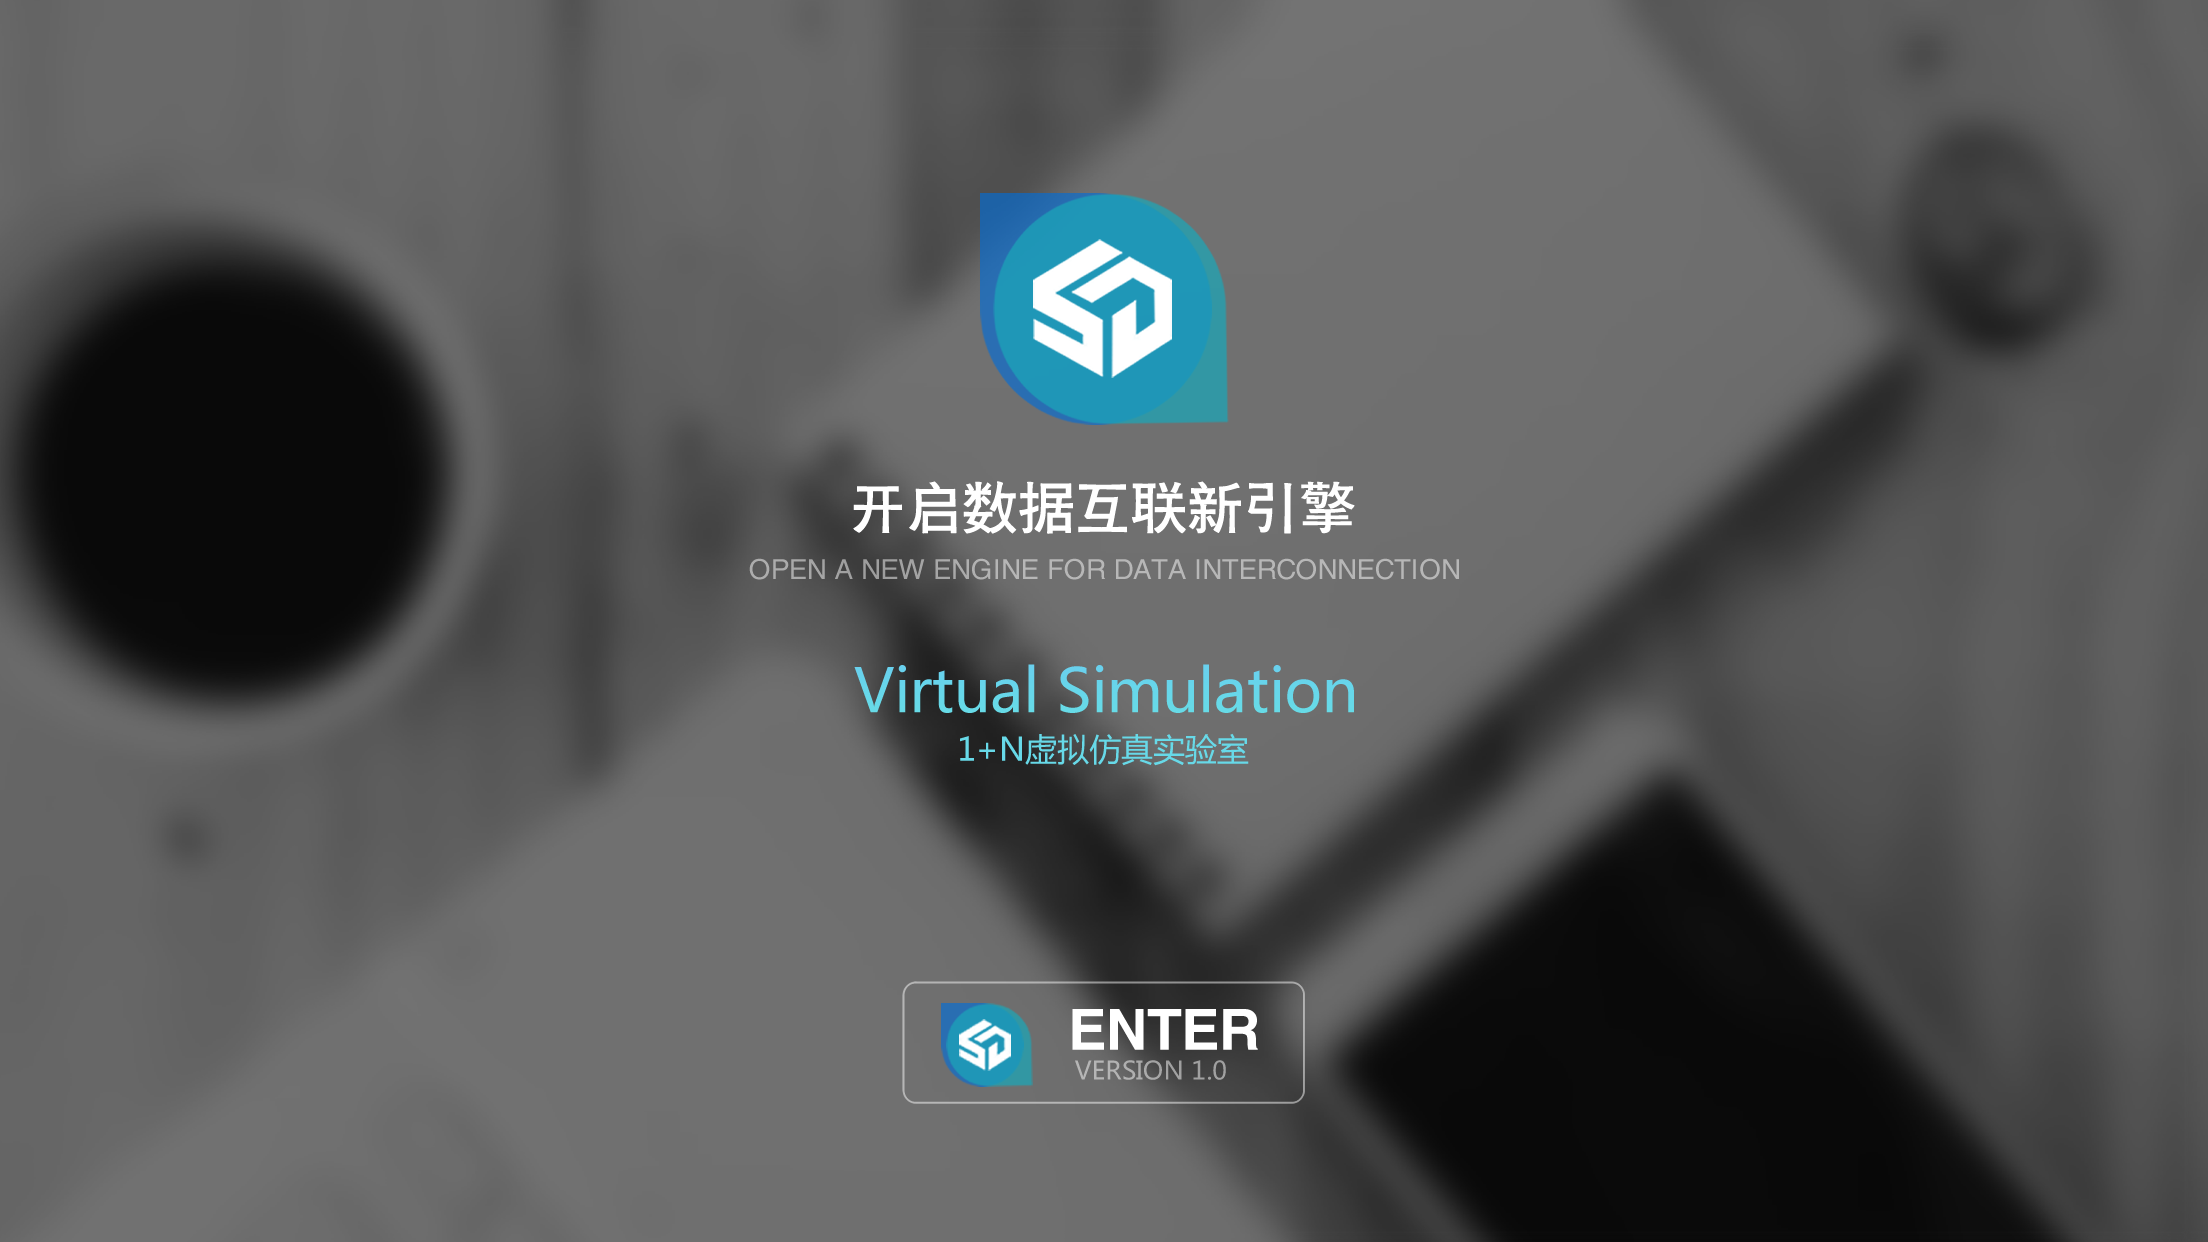 开启数据互联新引擎
OPEN A NEW ENGINE FOR DATA INTERCONNECTION
Virtual Simulation
1+N虚拟仿真实验室
ENTER
VERSION 1.0